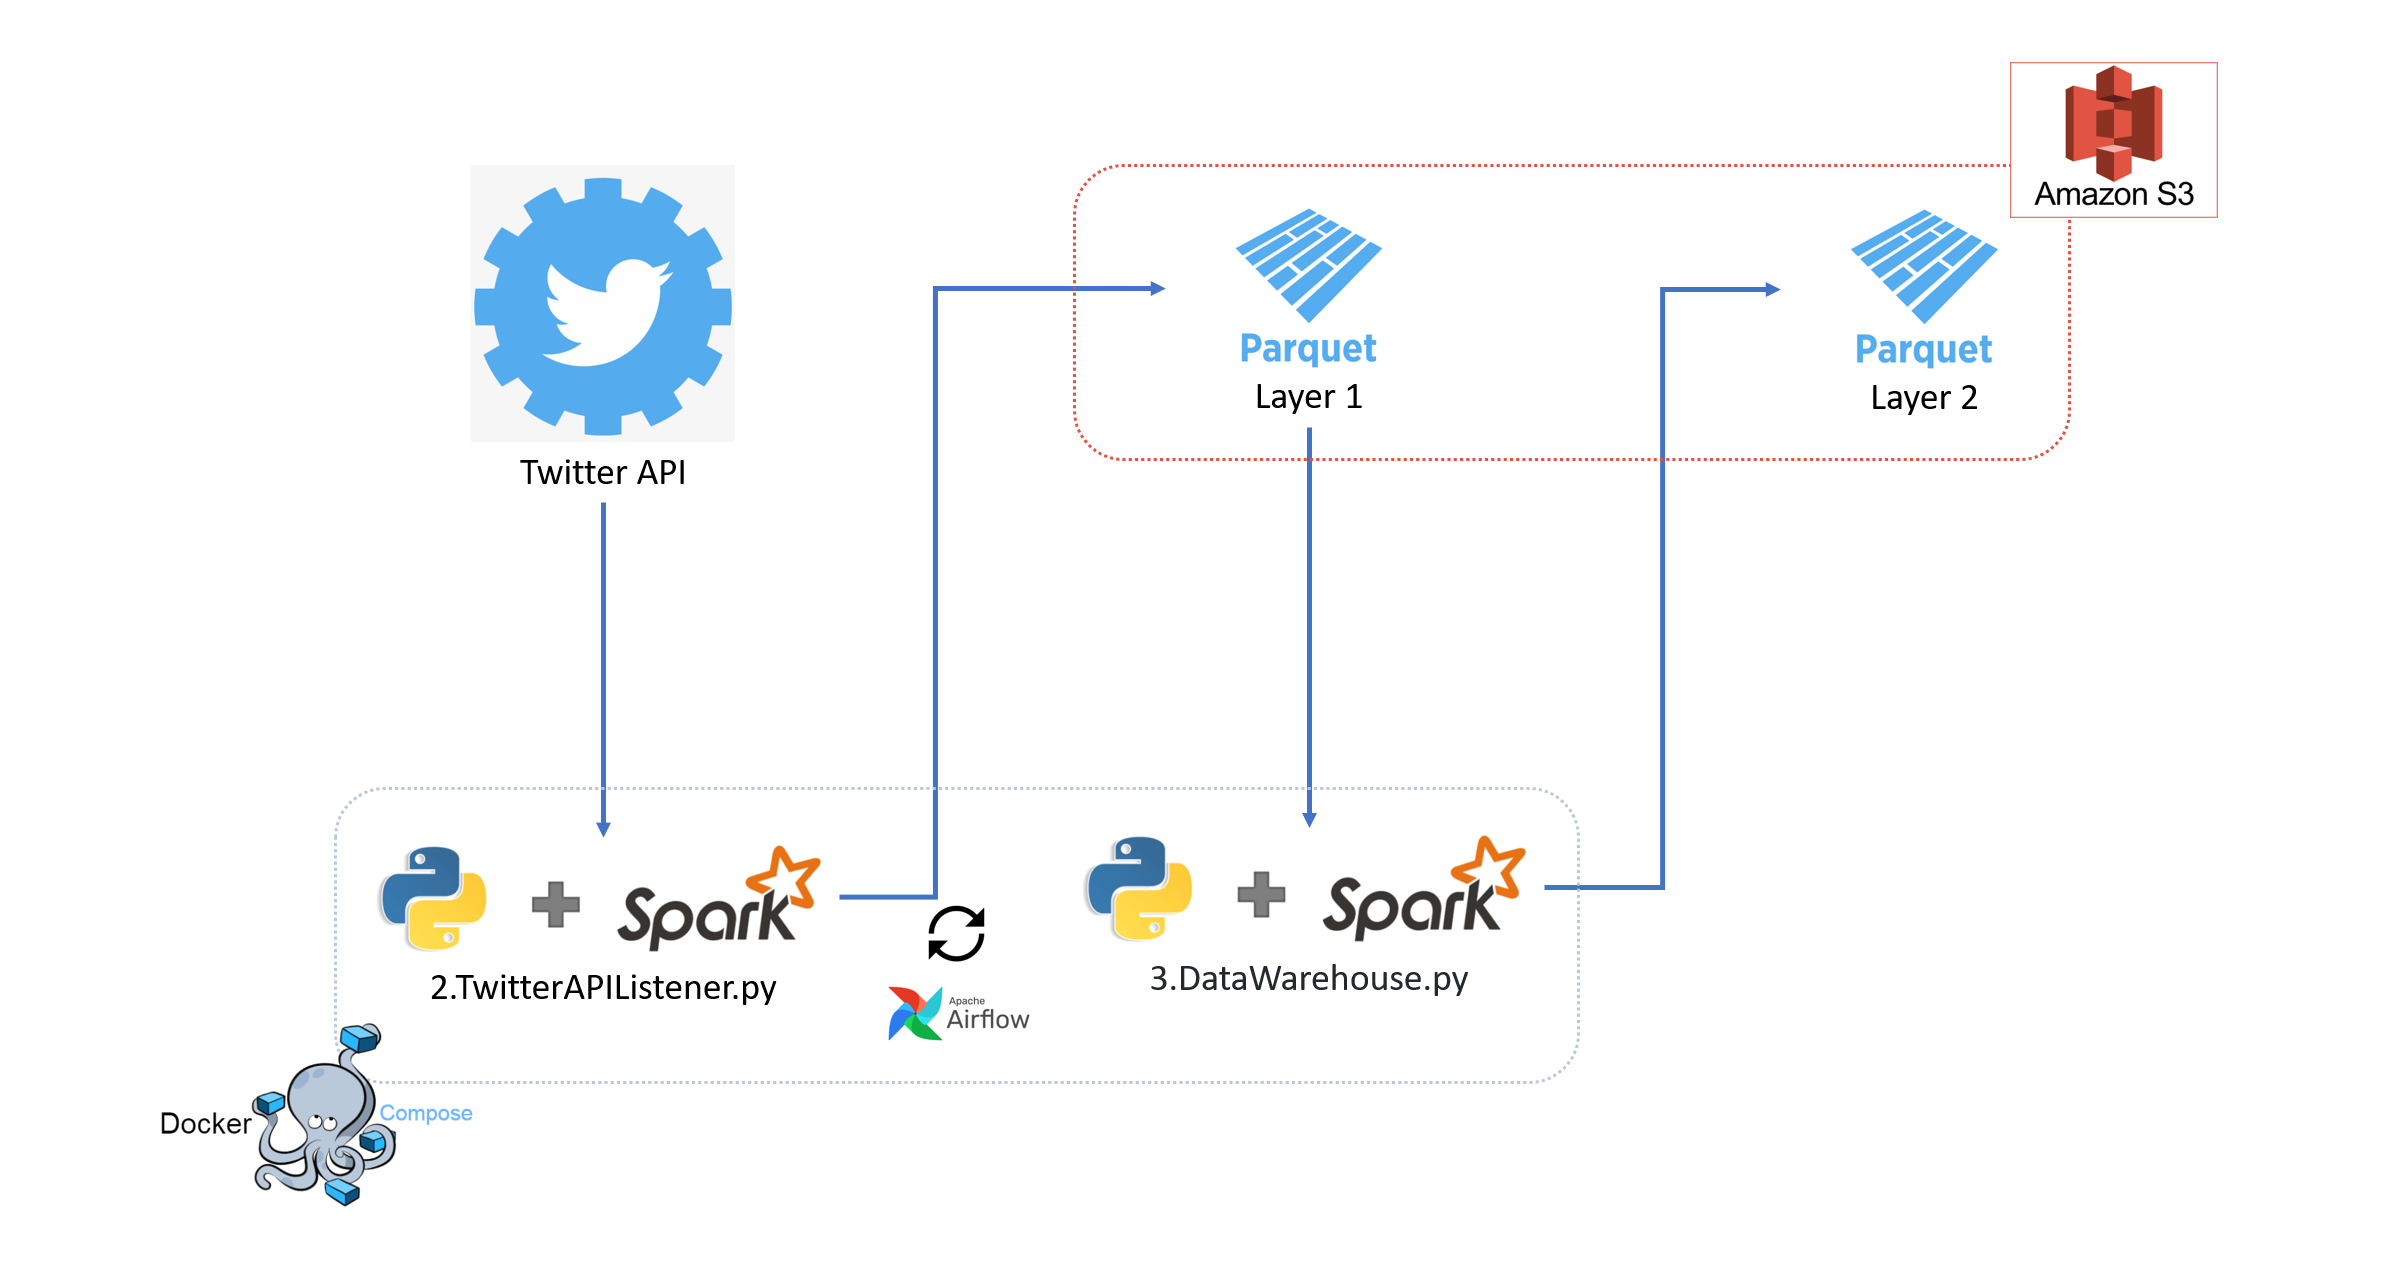 Amazon S3
Twitter API
Parquet
Layer 1
Parquet
Layer 2
Spark
2.TwitterAPIListener.py
Apache
Airflow
Spark
3.DataWarehouse.py
Docker
Compose